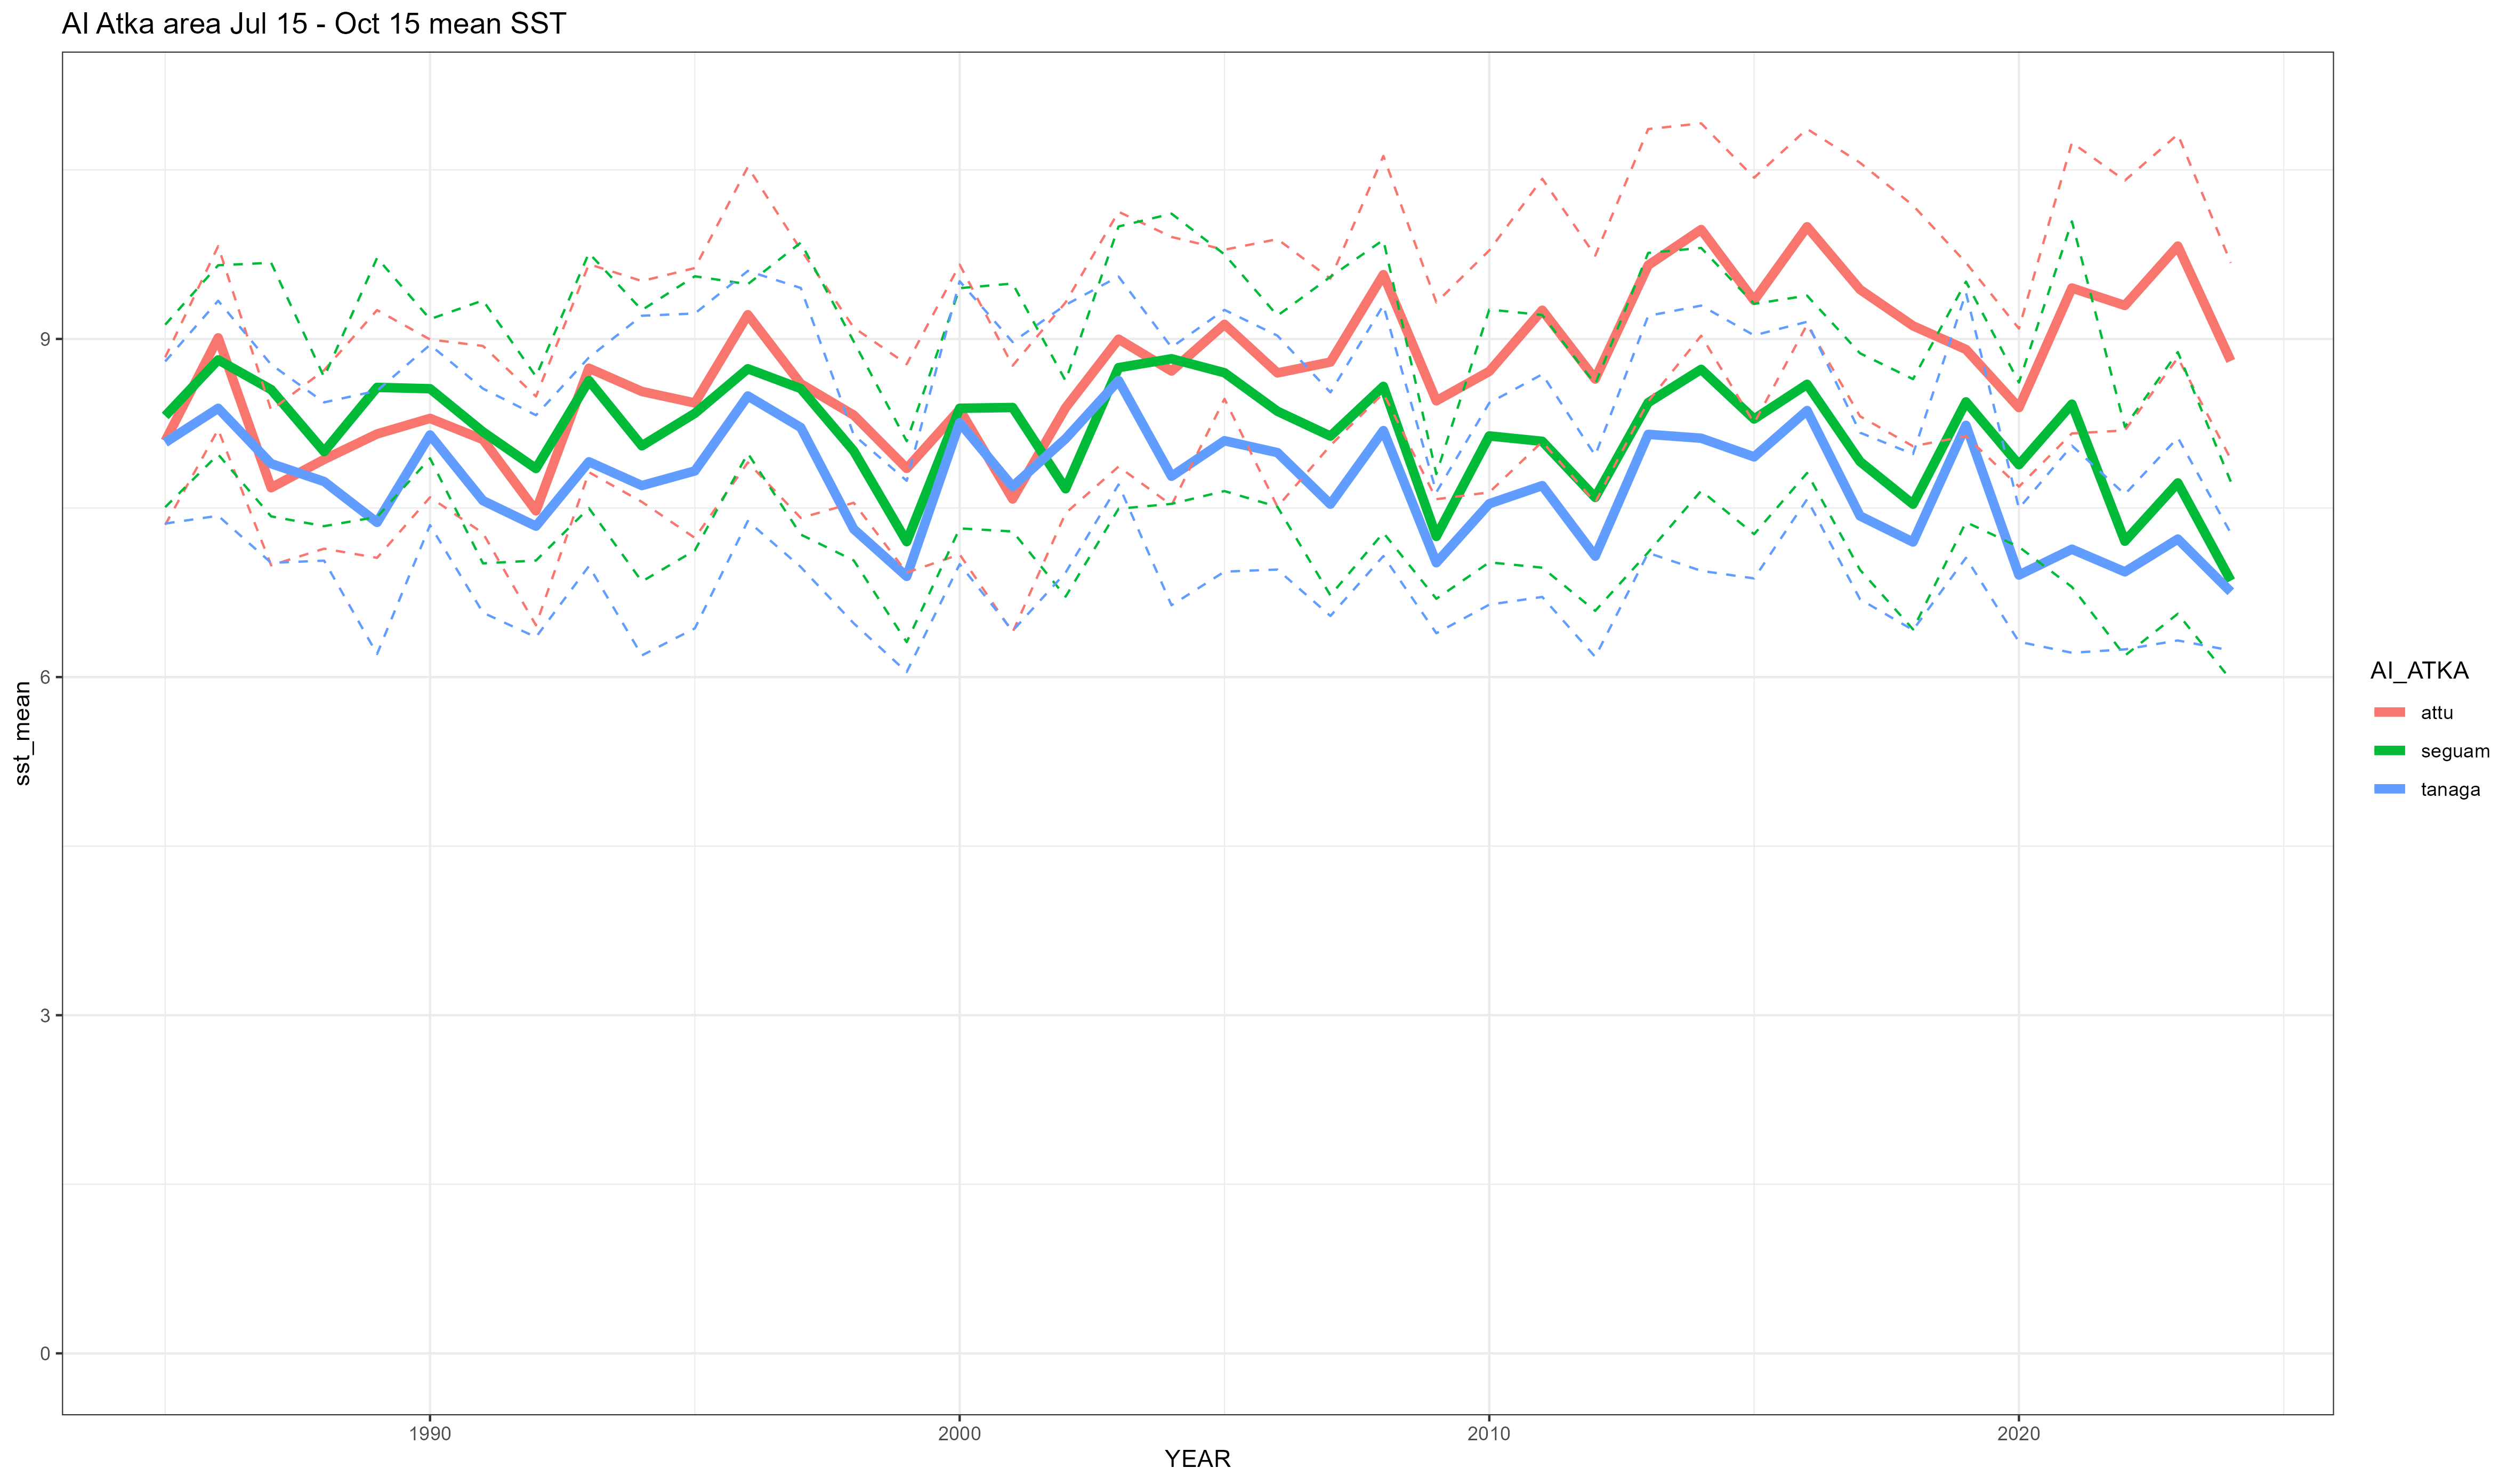 AI Atka area Jul 15 - Oct 15 mean SST
sst_mean
9
6
3
0
1990
2000
2010
2020
YEAR
AI_ATKA
attu
seguam
tanaga